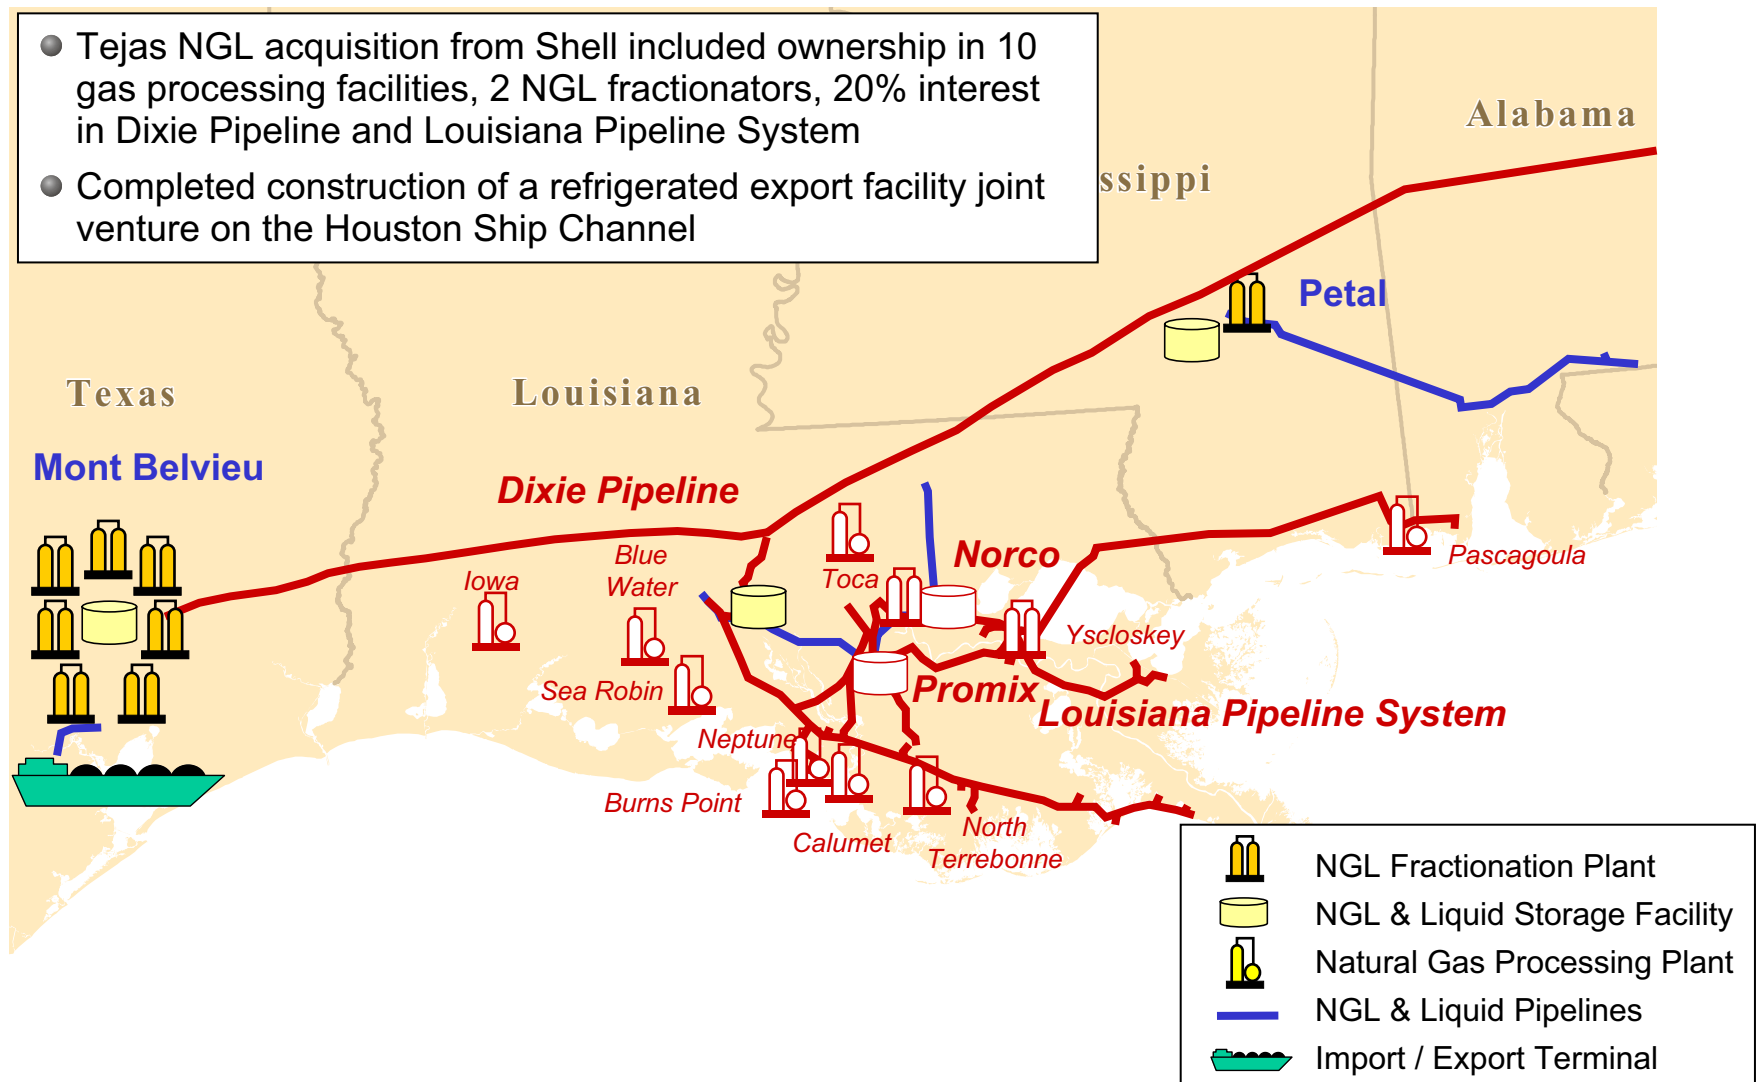 Tejas NGL acquisition from Shell included ownership in 10
gas processing facilities, 2 NGL fractionators, 20% interest
in Dixie Pipeline and Louisiana Pipeline System
Completed construction of a refrigerated export facility joint
venture on the Houston Ship Channel
Alabama
ssippi
Petal
Texas
Louisiana
Mont Belvieu
Dixie Pipeline
Blue
Water
Iowa
Toca
Norco
Pascagoula
Yscloskey
Sea Robin
Promix
Louisiana Pipeline System
Neptune
Burns Point
Calumet
North
Terrebonne
NGL Fractionation Plant
NGL & Liquid Storage Facility
Natural Gas Processing Plant
NGL & Liquid Pipelines
Import / Export Terminal